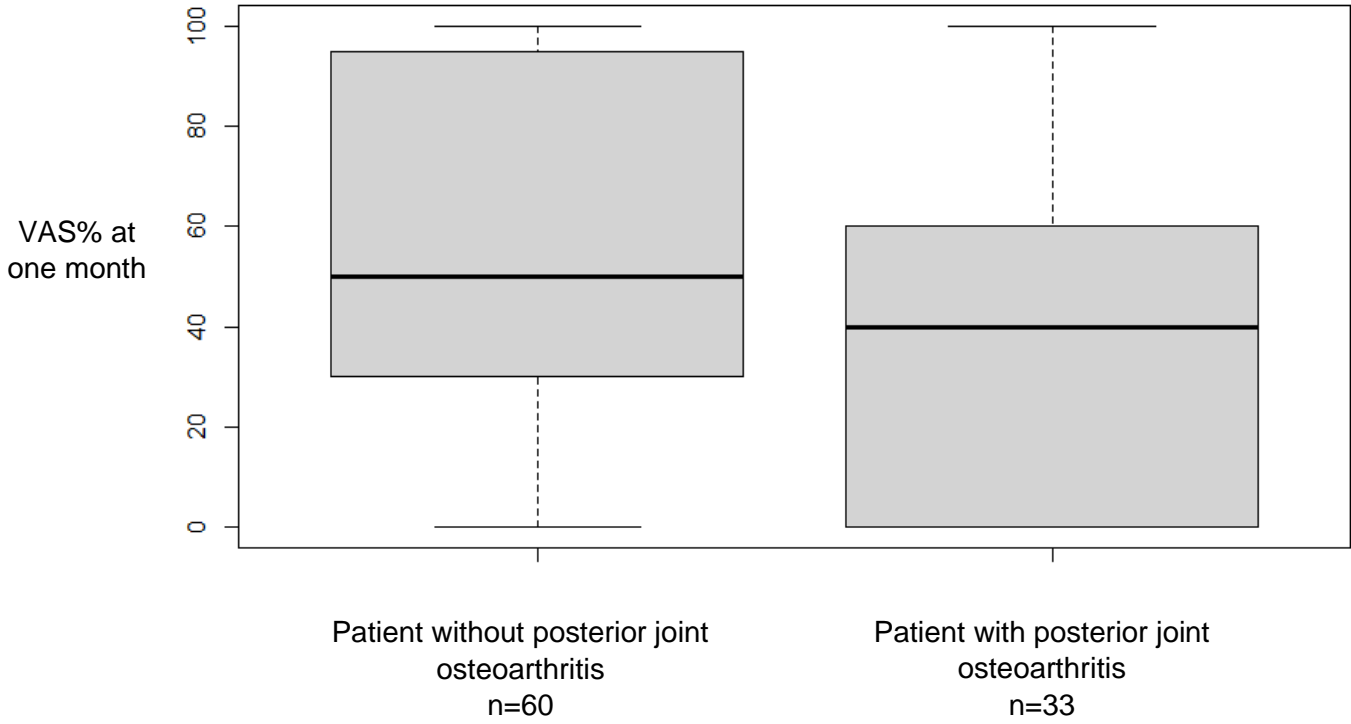 100
80
60
40
20
0
VAS% at
one month
Patient without posterior joint
osteoarthritis
n=60
Patient with posterior joint
osteoarthritis
n=33